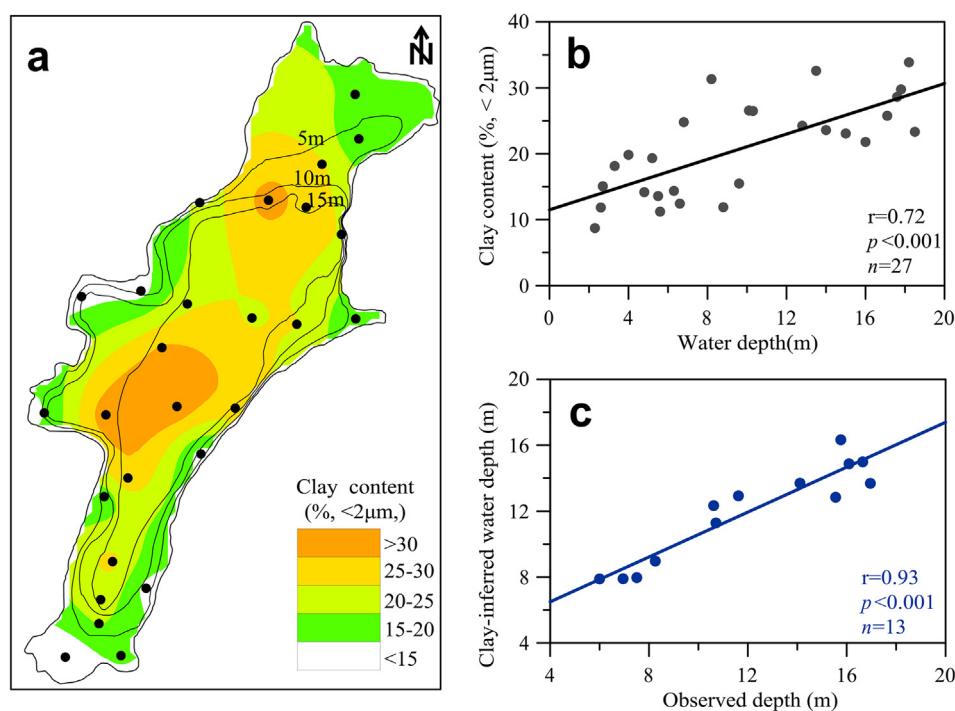 a
N
5m
10m
15m
Clay content
(%, <2μm,)
>30
25-30
20-25
15-20
<15
b
Clay content (%, < 2μm)
40
30
20
10
0
r=0.72
p<0.001
n=27
0 4 8 12 16 20
Water depth(m)
c
Clay-inferred water depth (m)
20
16
12
8
4
r=0.93
p<0.001
n=13
4 8 12 16 20
Observed depth (m)